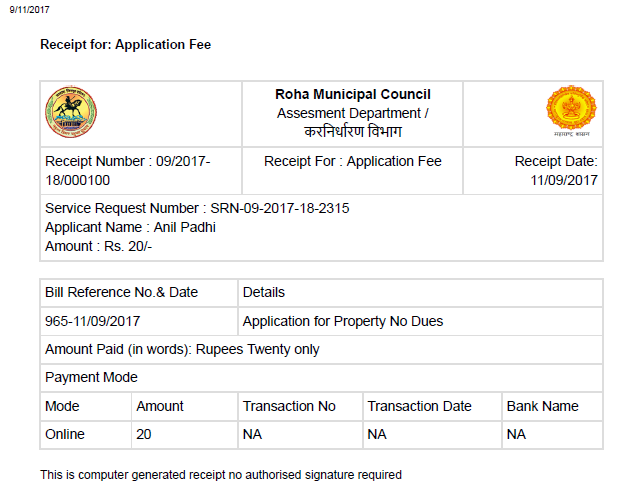 9/11/2017
Receipt for: Application Fee
Roha Municipal Council
Assesment Department /
करनिर्धारण विभाग
महाराष्ट्र शासन
Receipt Number : 09/2017-
18/000100
Receipt For : Application Fee
Receipt Date:
11/09/2017
Service Request Number : SRN-09-2017-18-2315
Applicant Name : Anil Padhi
Amount : Rs. 20/-
Bill Reference No.& Date Details
965-11/09/2017 Application for Property No Dues
Amount Paid (in words): Rupees Twenty only
Payment Mode
Mode Amount Transaction No Transaction Date Bank Name
Online 20 NA NA NA
This is computer generated receipt no authorised signature required